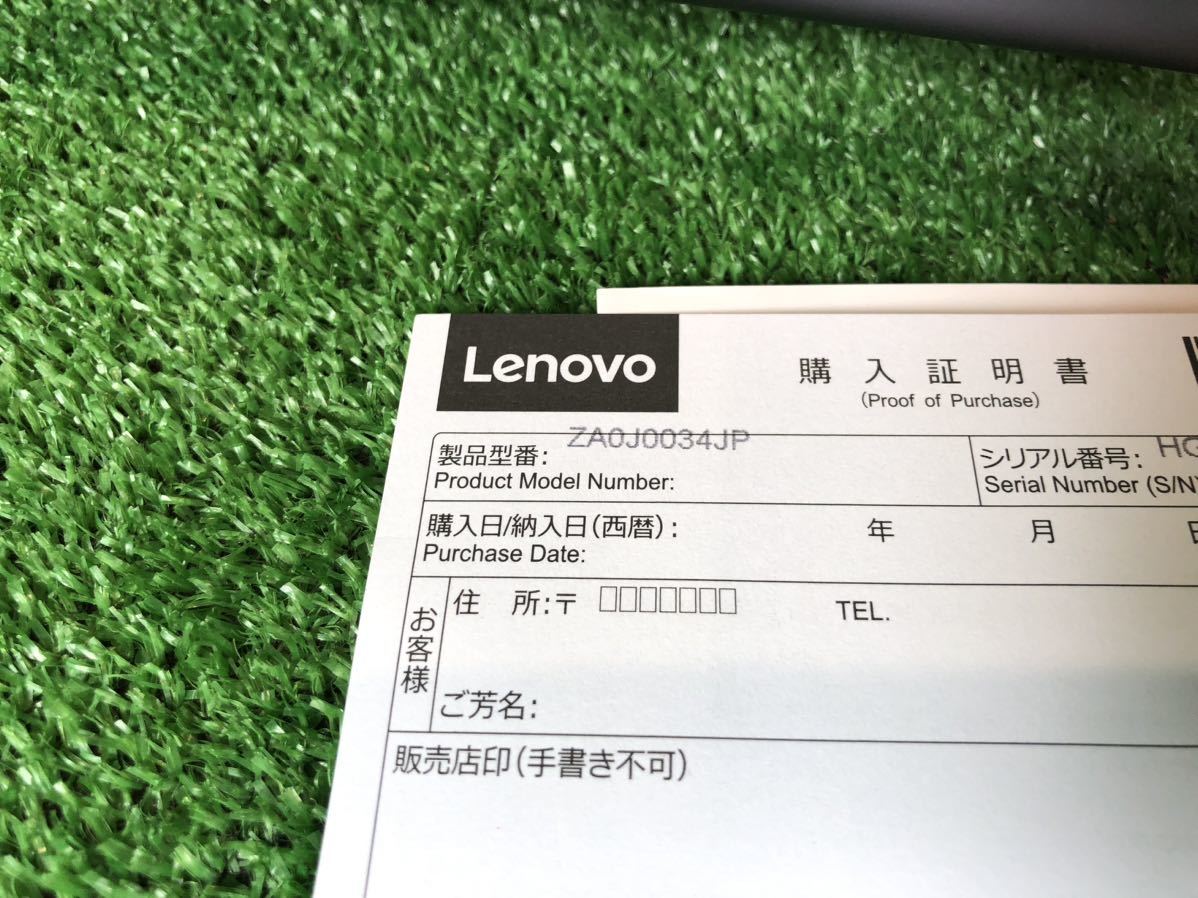 Lenovo
購入証明書
(Proof of Purchase)
製品型番: ZA0J0034JP
Product Model Number:
シリアル番号: HG
Serial Number (S/N)
購入日/納入日(西暦): 年 月
Purchase Date:
お客様
住 所:〒 □□□□□□□ TEL.
ご芳名:
販売店印(手書き不可)